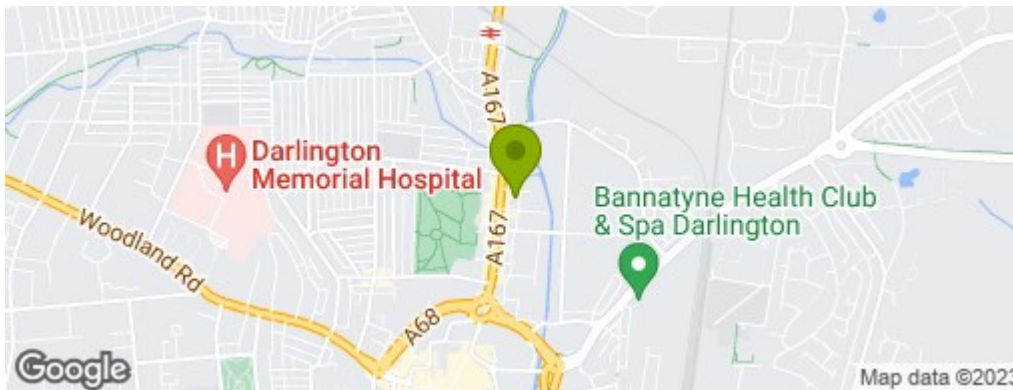 A167
H
Darlington
Memorial Hospital
Bannatyne Health Club
& Spa Darlington
Woodland Rd
A167
A68
Google
Map data ©2023